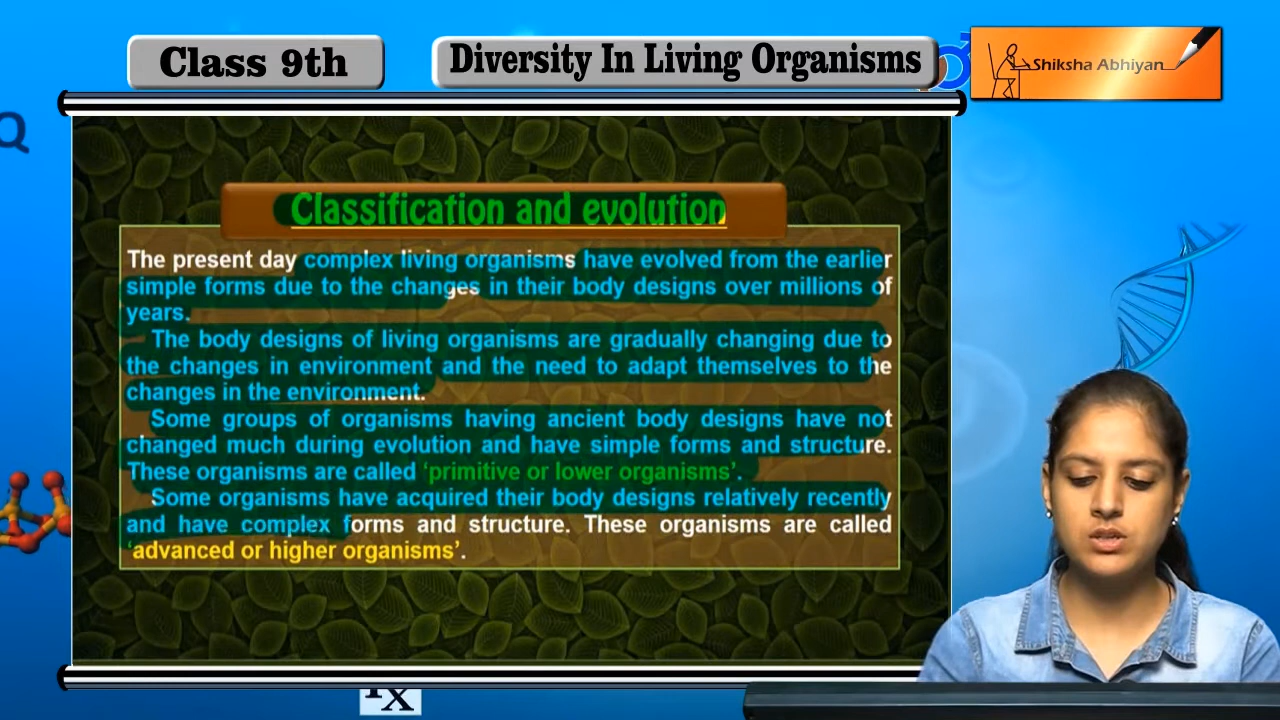 Class 9th
Diversity In Living Organisms
Shiksha Abhiyan
Q
Classification and evolution
The present day complex living organisms have evolved from the earlier
simple forms due to the changes in their body designs over millions of
years.
The body designs of living organisms are gradually changing due to
the changes in environment and the need to adapt themselves to the
changes in the environment.
Some groups of organisms having ancient body designs have not
changed much during evolution and have simple forms and structure.
These organisms are called ‘primitive or lower organisms’.
Some organisms have acquired their body designs relatively recently
and have complex forms and structure. These organisms are called
‘advanced or higher organisms’.